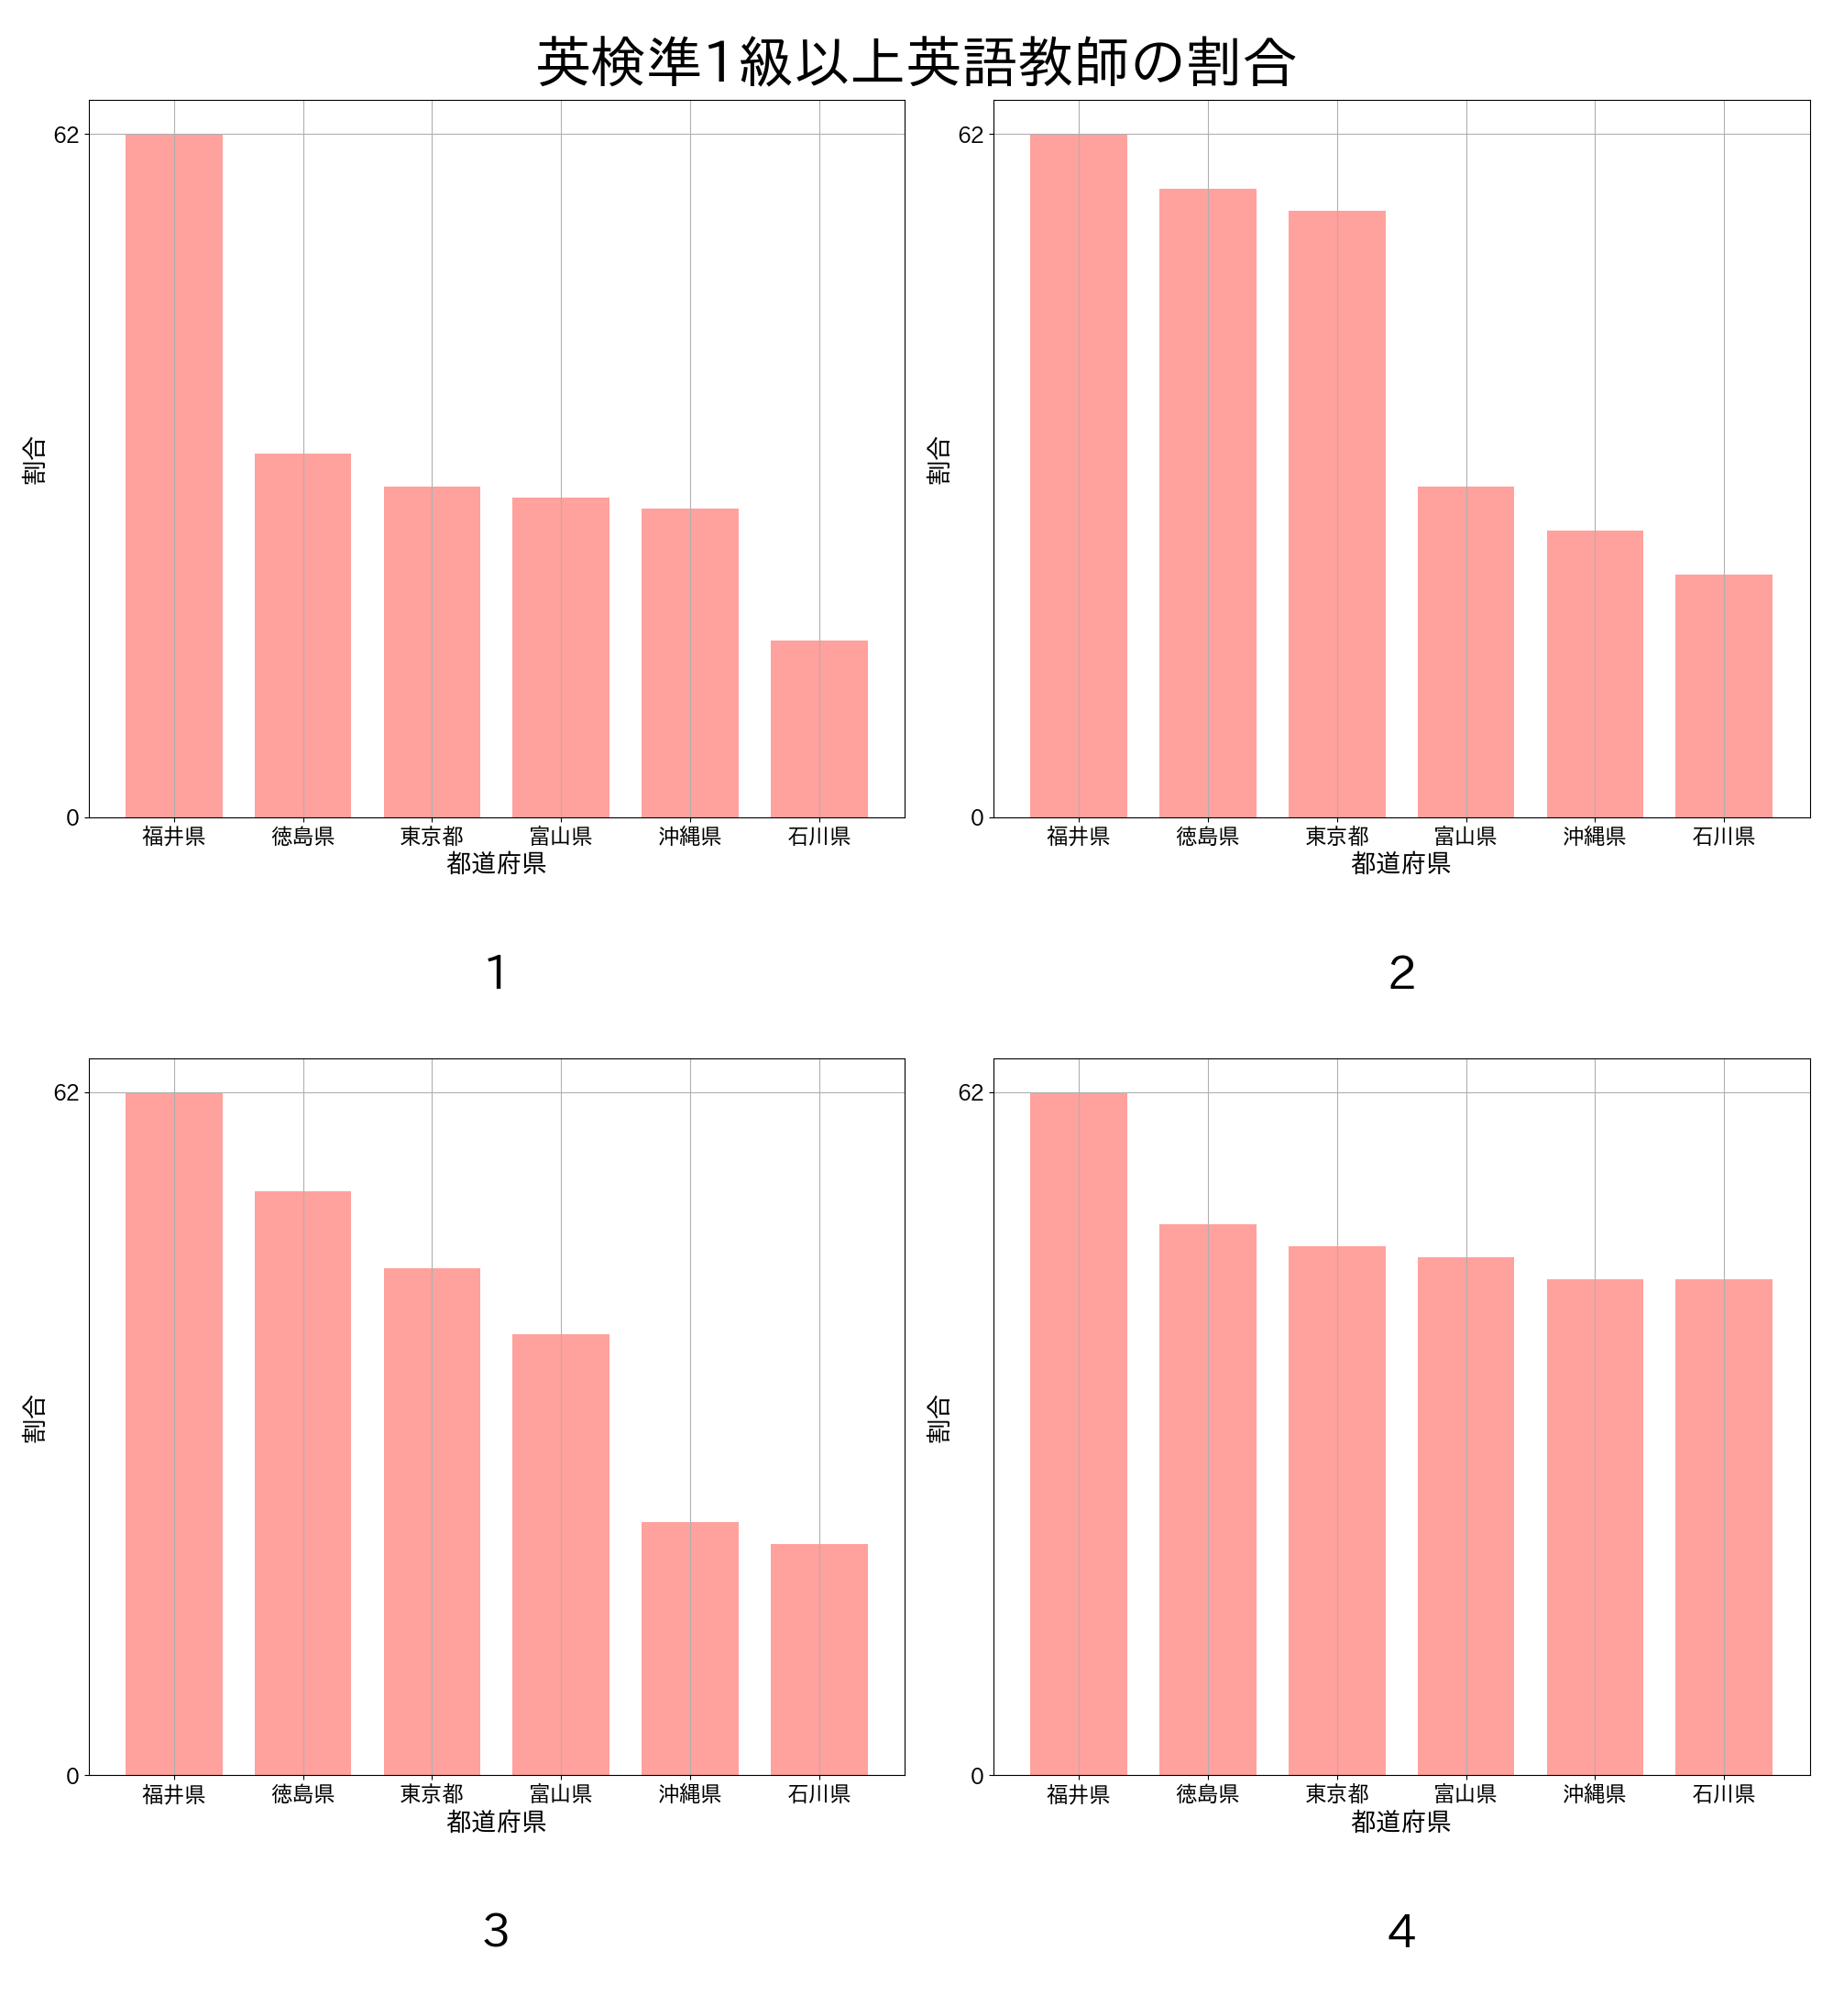 英検準1級以上英語教師の割合
62
0
割合
福井県 徳島県 東京都 富山県 沖縄県 石川県
都道府県
1
62
0
割合
福井県 徳島県 東京都 富山県 沖縄県 石川県
都道府県
2
62
0
割合
福井県 徳島県 東京都 富山県 沖縄県 石川県
都道府県
3
62
0
割合
福井県 徳島県 東京都 富山県 沖縄県 石川県
都道府県
4